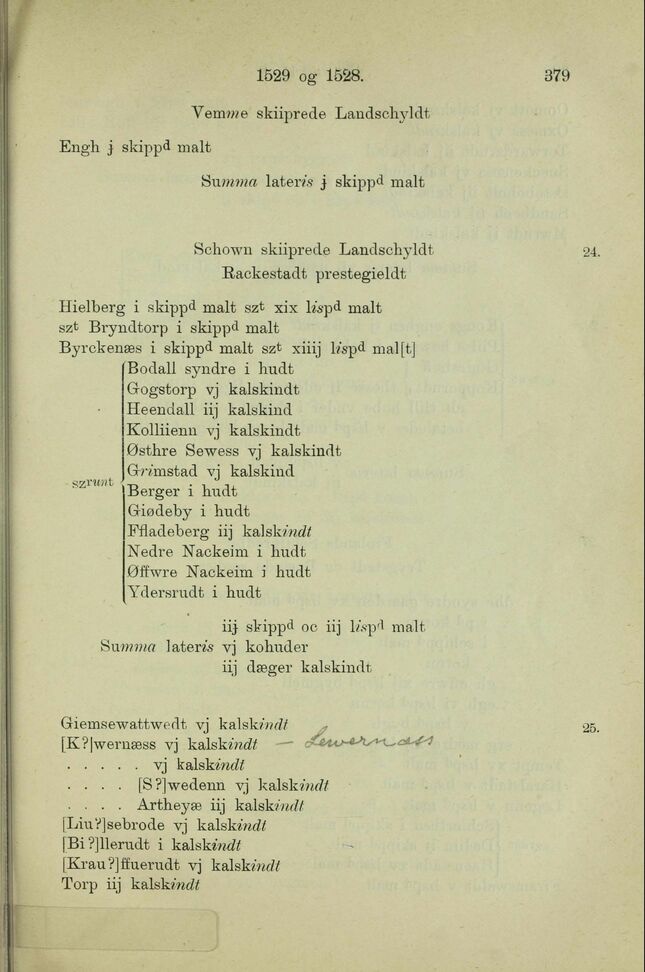 1529 og 1528. 379
Vemme skiiprede Landschyldt
Engh j skippd malt
Summa lateris j skippd malt
Schown skiiprede Landschyldt 24.
Rackestadt prestegieldt
Hielberg i skippd malt szt xix lispd malt
szt Bryndtorp i skippd malt
Byrckenæs i skippd malt szt xiiij lispd mal[t]
Bodall syndre i hudt
Gogstorp vj kalskindt
Heendall iij kalskind
Kolliienn vj kalskindt
Østhre Sewess vj kalskindt
Grimstad vj kalskind
szrunt
Berger i hudt
Giødeby i hudt
Ffladeberg iij kalskindt
Nedre Nackeim i hudt
Øffwre Nackeim i hudt
Ydersrudt i hudt
iij skippd oc iij lispd malt
Summa lateris vj kohuder
iij dæger kalskindt
Giemsewattwedt vj kalskindt 25.
[K?]wernæss vj kalskindt — Lewernæss
. . . . . vj kalskindt
. . . . [S?]wedenn vj kalskindt
. . . . Artheyæ iij kalskindt
[Liu?]sebrode vj kalskindt
[Bi?]llerudt i kalskindt
[Krau?]ffuerudt vj kalskindt
Torp iij kalskindt